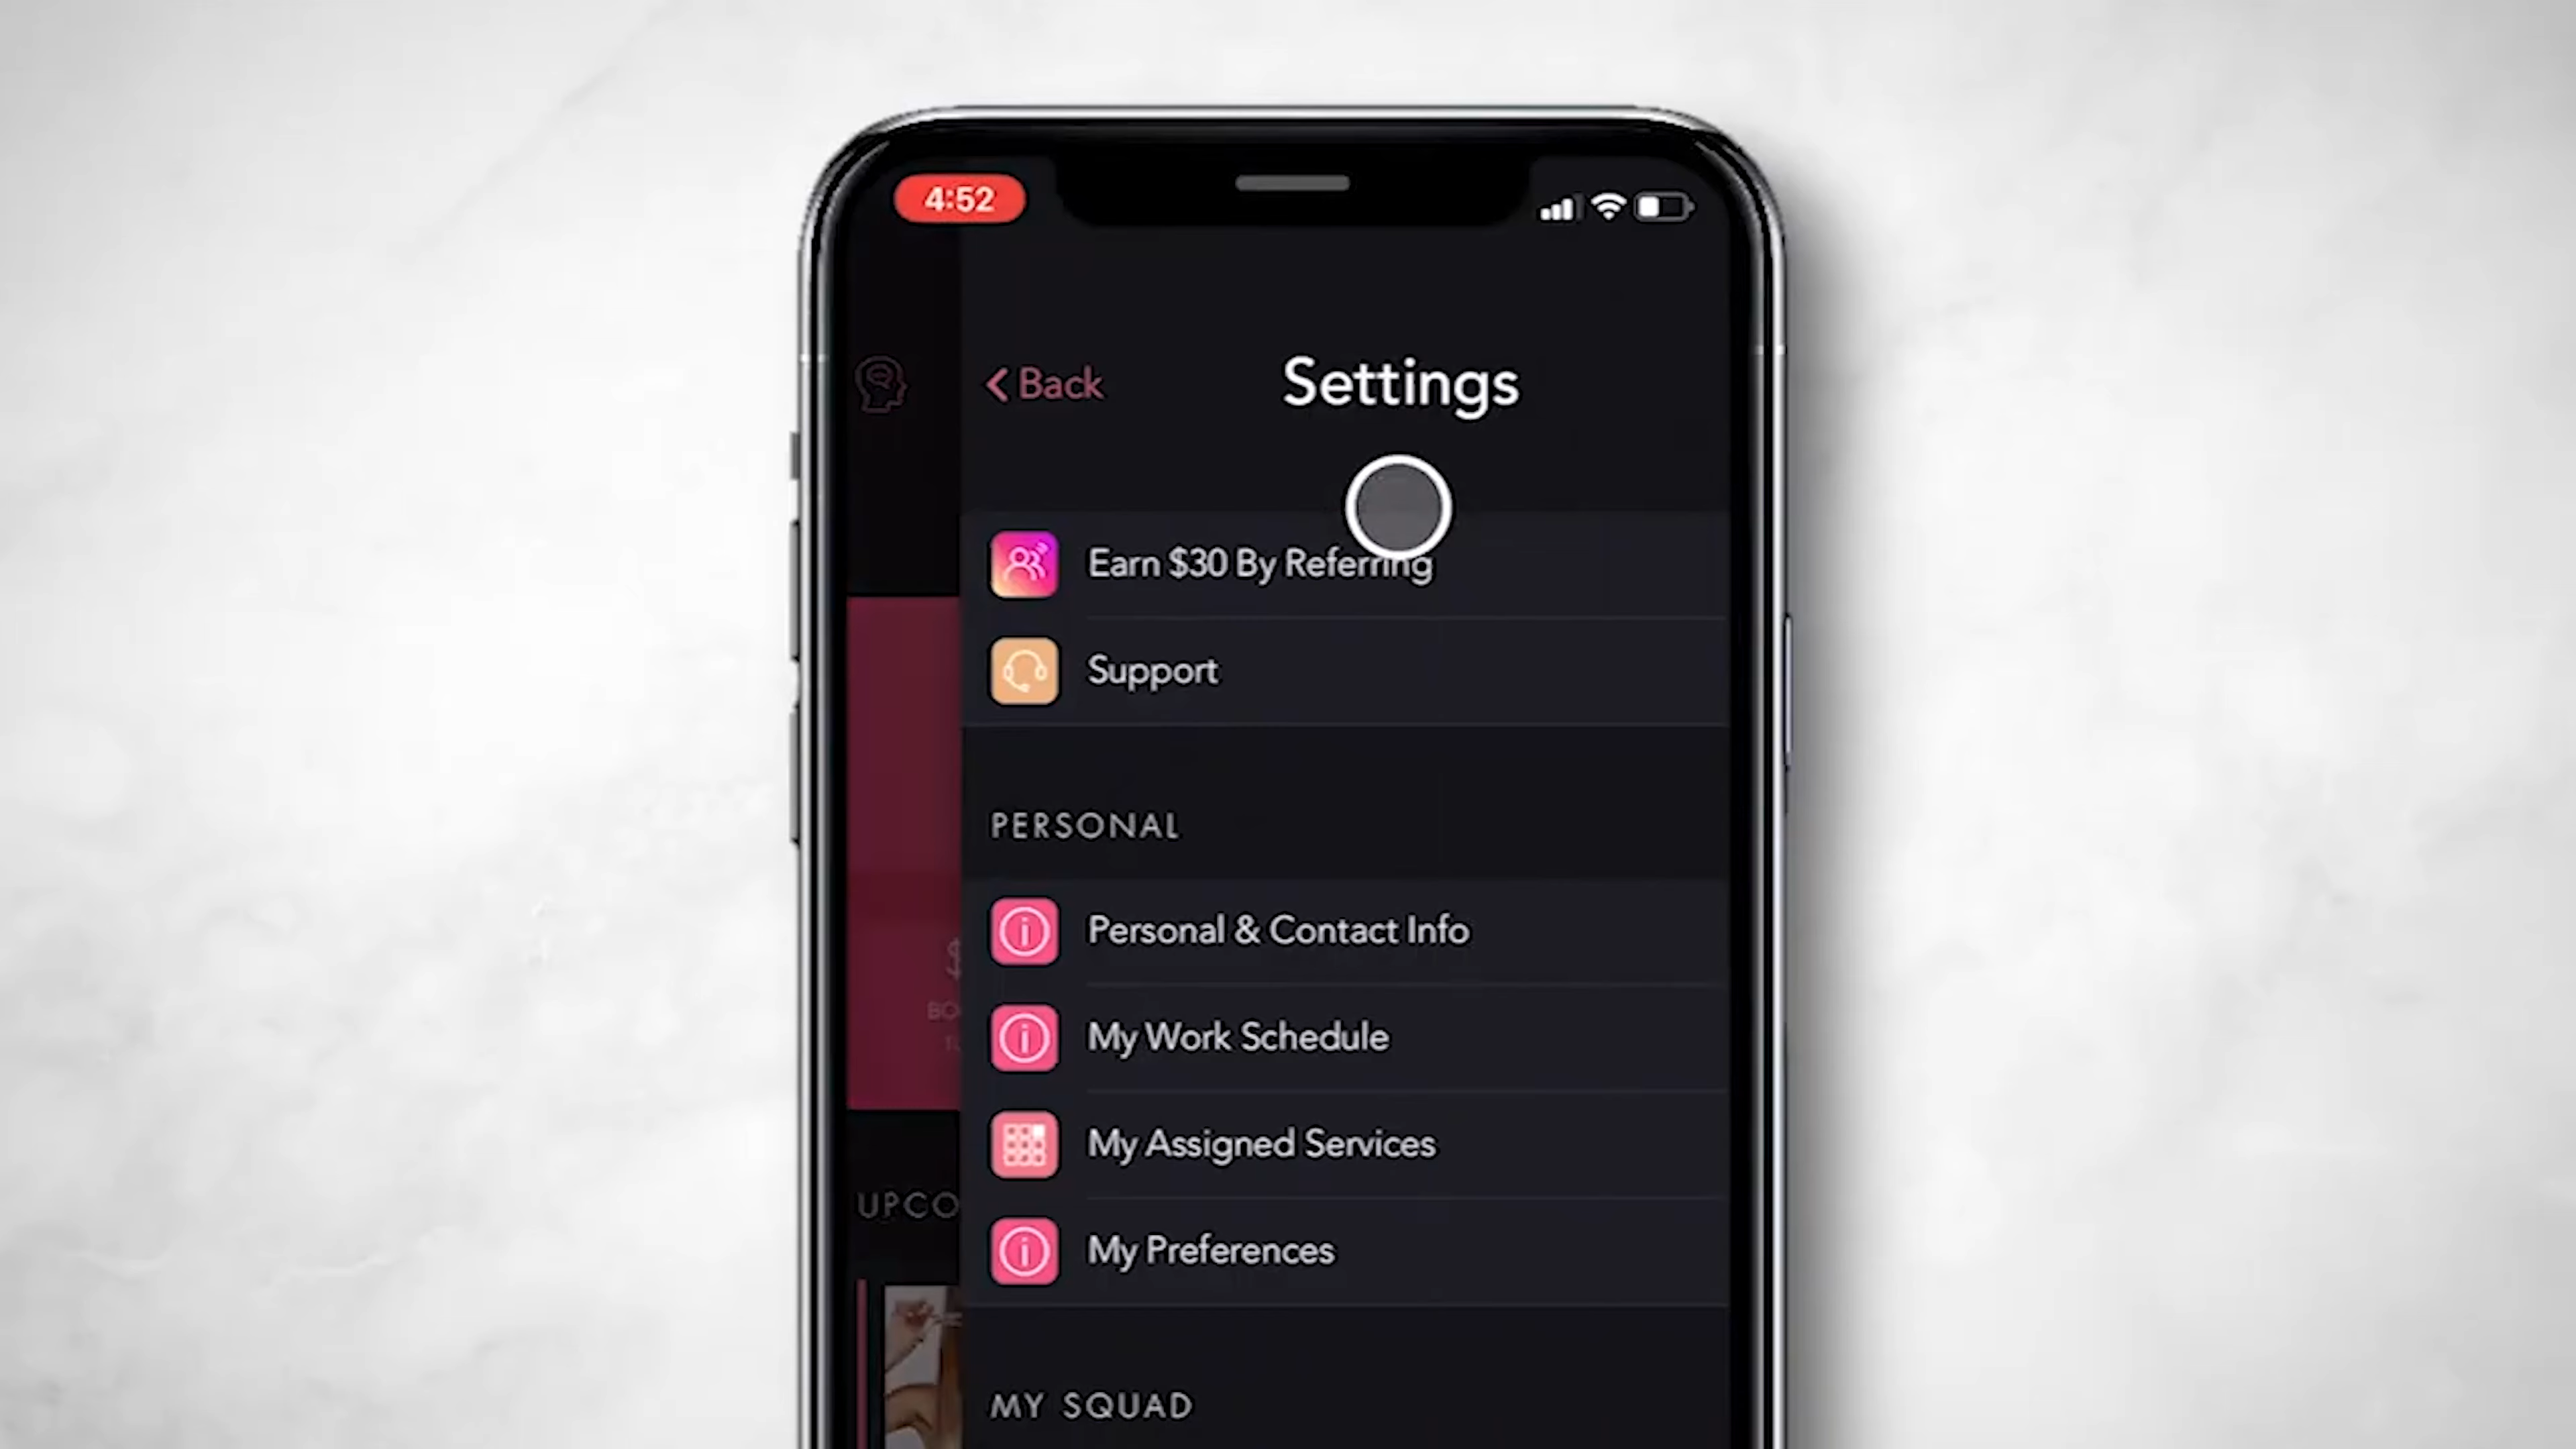 4:52
Back
Settings
Earn $30 By Referring
Support
PERSONAL
Personal & Contact Info
My Work Schedule
My Assigned Services
My Preferences
UPCO
MY SQUAD